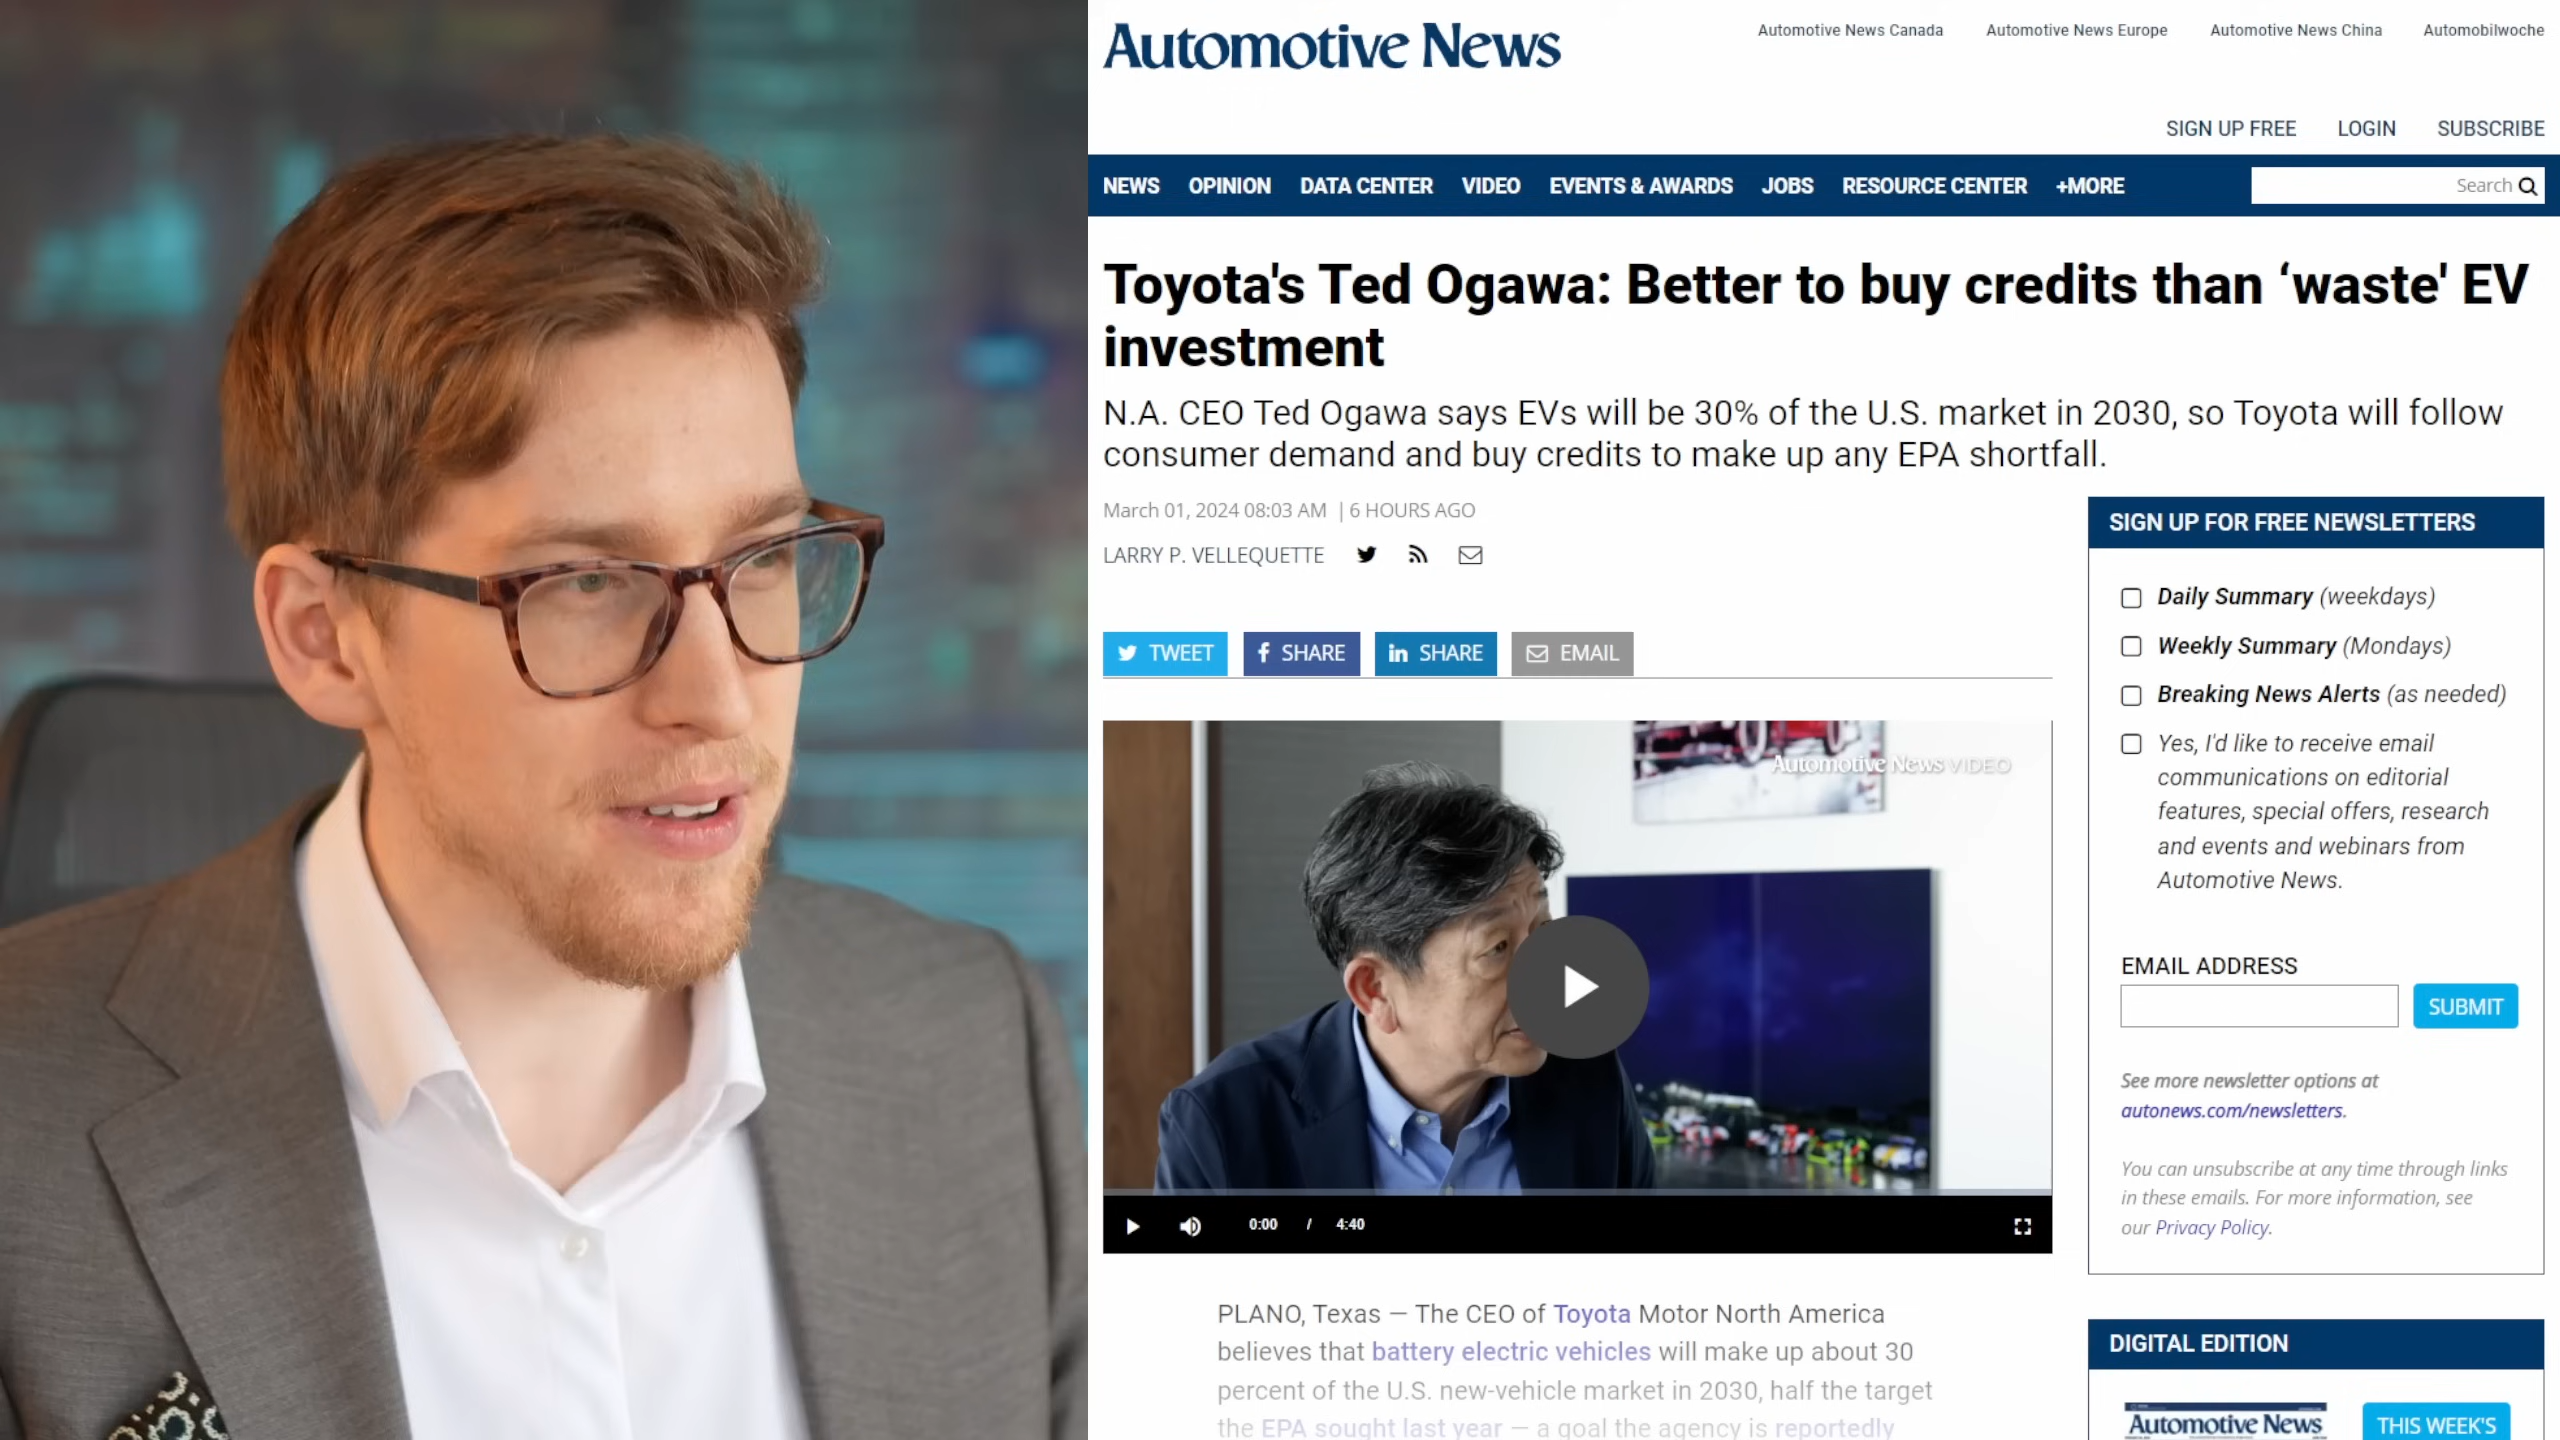 Automotive News
Automotive News Canada
Automotive News Europe
Automotive News China
Automobilwoche
SIGN UP FREE
LOGIN
SUBSCRIBE
NEWS
OPINION
DATA CENTER
VIDEO
EVENTS & AWARDS
JOBS
RESOURCE CENTER
+MORE
Search
Toyota's Ted Ogawa: Better to buy credits than ‘waste' EV
investment
N.A. CEO Ted Ogawa says EVs will be 30% of the U.S. market in 2030, so Toyota will follow
consumer demand and buy credits to make up any EPA shortfall.
March 01, 2024 08:03 AM | 6 HOURS AGO
LARRY P. VELLEQUETTE
TWEET
SHARE
SHARE
EMAIL
Automotive News VIDEO
0:00 / 4:40
PLANO, Texas — The CEO of Toyota Motor North America
believes that battery electric vehicles will make up about 30
percent of the U.S. new-vehicle market in 2030, half the target
the EPA sought last year — a goal the agency is reportedly
SIGN UP FOR FREE NEWSLETTERS
Daily Summary (weekdays)
Weekly Summary (Mondays)
Breaking News Alerts (as needed)
Yes, I'd like to receive email
communications on editorial
features, special offers, research
and events and webinars from
Automotive News.
EMAIL ADDRESS
SUBMIT
See more newsletter options at
autonews.com/newsletters.
You can unsubscribe at any time through links
in these emails. For more information, see
our Privacy Policy.
DIGITAL EDITION
Automotive News
THIS WEEK'S